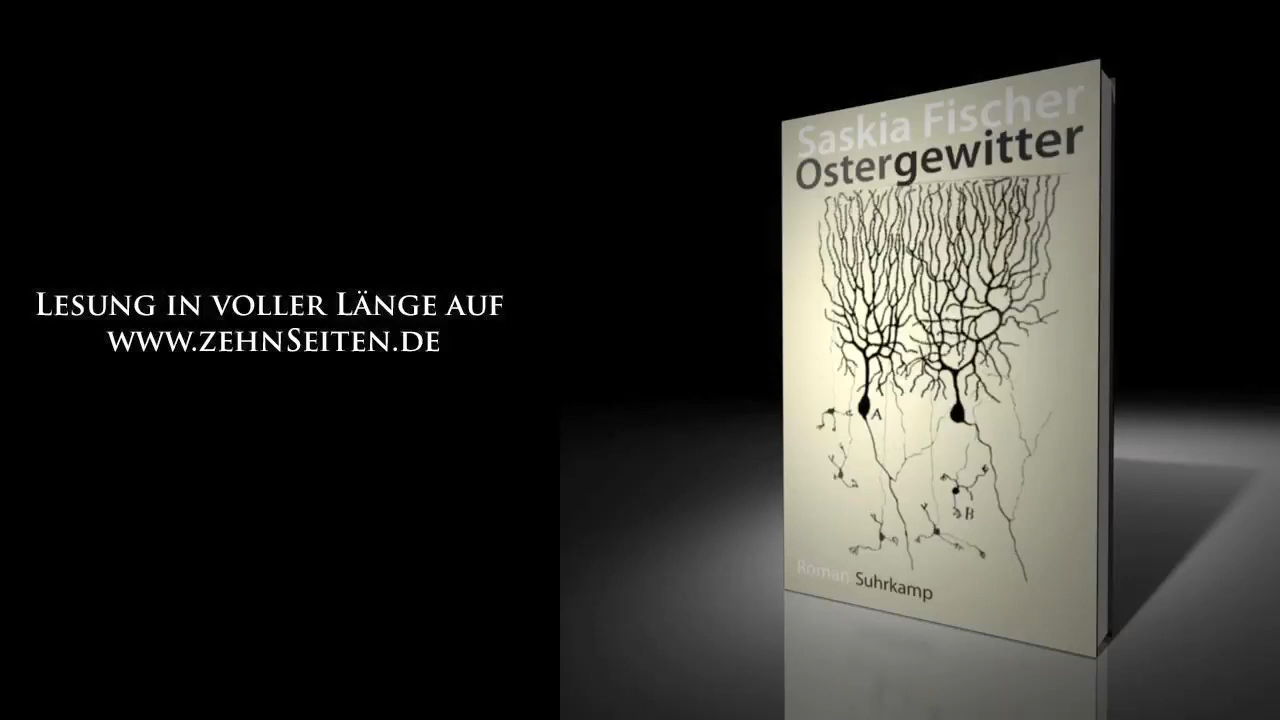 Lesung in voller Länge auf
www.zehnSeiten.de
Saskia Fischer
Ostergewitter
A
B
Roman Suhrkamp